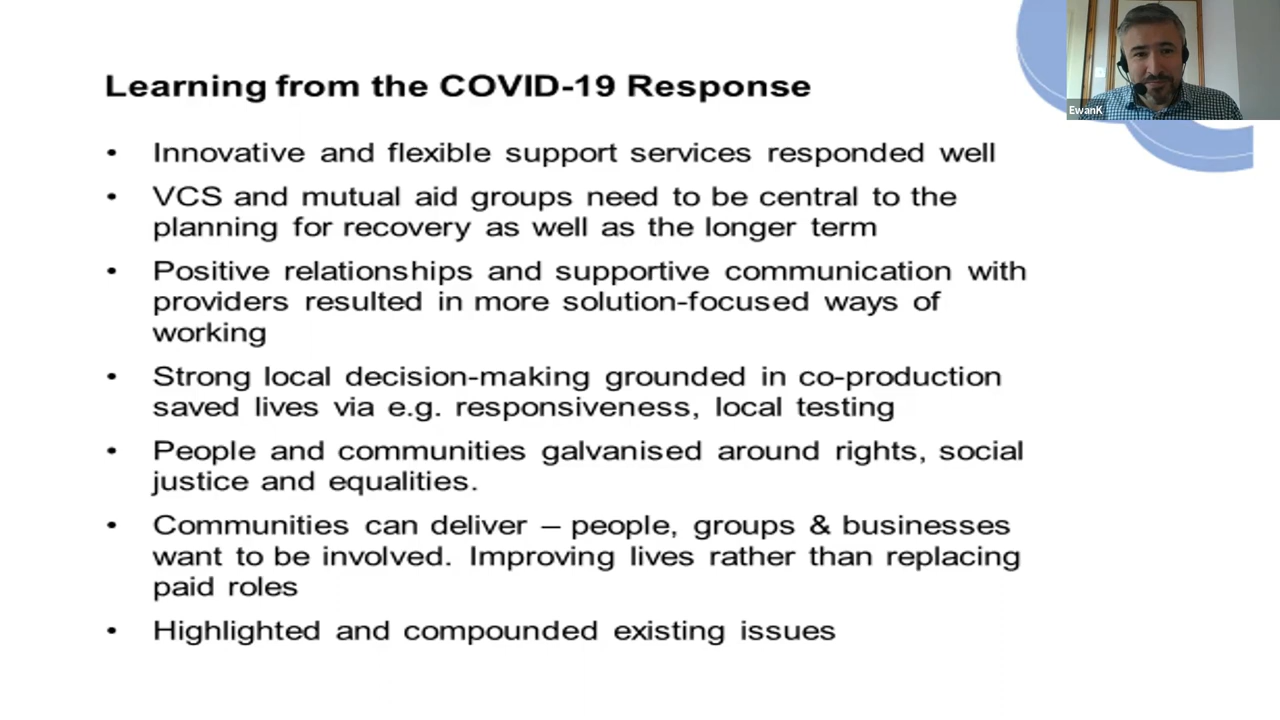 Learning from the COVID-19 Response
EwanK
• Innovative and flexible support services responded well
• VCS and mutual aid groups need to be central to the
planning for recovery as well as the longer term
• Positive relationships and supportive communication with
providers resulted in more solution-focused ways of
working
• Strong local decision-making grounded in co-production
saved lives via e.g. responsiveness, local testing
• People and communities galvanised around rights, social
justice and equalities.
• Communities can deliver – people, groups & businesses
want to be involved. Improving lives rather than replacing
paid roles
• Highlighted and compounded existing issues